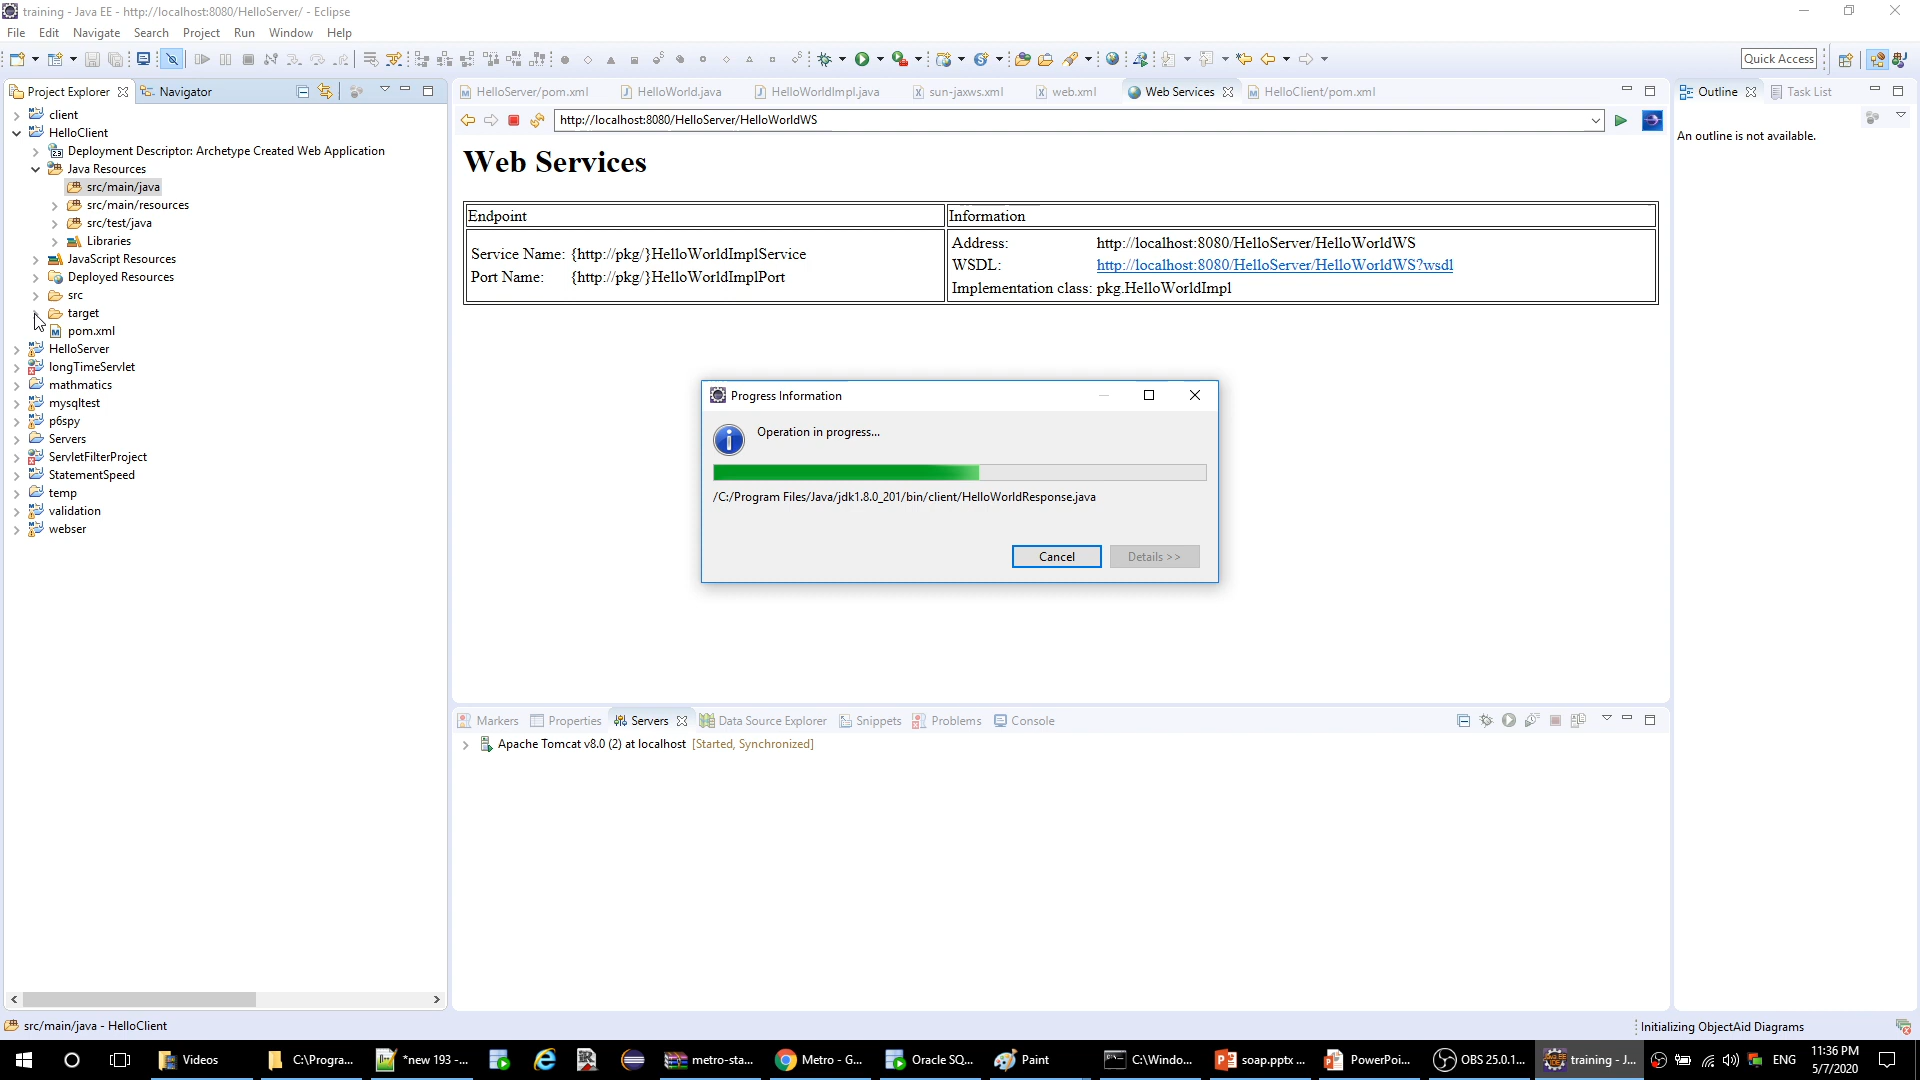 training - Java EE - http://localhost:8080/HelloServer/ - Eclipse
File Edit Navigate Search Project Run Window Help
Quick Access
Project Explorer
Navigator
client
HelloClient
Deployment Descriptor: Archetype Created Web Application
Java Resources
src/main/java
src/main/resources
src/test/java
Libraries
JavaScript Resources
Deployed Resources
src
target
pom.xml
HelloServer
longTimeServlet
mathmatics
mysqltest
p6spy
Servers
ServletFilterProject
StatementSpeed
temp
validation
webser
HelloServer/pom.xml
HelloWorld.java
HelloWorldImpl.java
sun-jaxws.xml
web.xml
Web Services
HelloClient/pom.xml
http://localhost:8080/HelloServer/HelloWorldWS
Web Services
Endpoint
Information
Service Name: {http://pkg/}HelloWorldImplService
Port Name: {http://pkg/}HelloWorldImplPort
Address: http://localhost:8080/HelloServer/HelloWorldWS
WSDL: http://localhost:8080/HelloServer/HelloWorldWS?wsdl
Implementation class: pkg.HelloWorldImpl
Progress Information
Operation in progress...
/C:/Program Files/Java/jdk1.8.0_201/bin/client/HelloWorldResponse.java
Cancel
Details >>
Outline
Task List
An outline is not available.
Markers
Properties
Servers
Data Source Explorer
Snippets
Problems
Console
Apache Tomcat v8.0 (2) at localhost [Started, Synchronized]
src/main/java - HelloClient
Initializing ObjectAid Diagrams
Videos
C:\Progra...
*new 193 -...
metro-sta...
Metro - G...
Oracle SQ...
Paint
C:\Windo...
soap.pptx ...
PowerPoi...
OBS 25.0.1...
training - J...
ENG
11:36 PM
5/7/2020